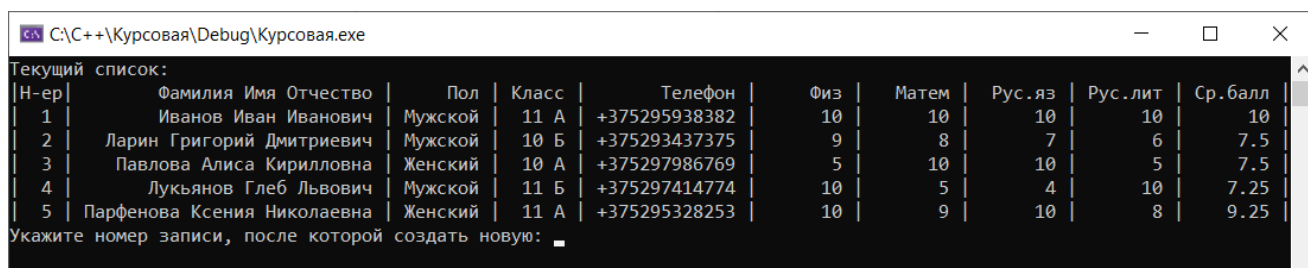 C:\C++\Курсовая\Debug\Курсовая.exe
Текущий список:
|Н-ер| Фамилия Имя Отчество | Пол | Класс | Телефон | Физ | Матем | Рус.яз | Рус.лит | Ср.балл |
| 1 | Иванов Иван Иванович | Мужской | 11 А | +375295938382 | 10 | 10 | 10 | 10 | 10 |
| 2 | Ларин Григорий Дмитриевич | Мужской | 10 Б | +375293437375 | 9 | 8 | 7 | 6 | 7.5 |
| 3 | Павлова Алиса Кирилловна | Женский | 10 А | +375297986769 | 5 | 10 | 10 | 5 | 7.5 |
| 4 | Лукьянов Глеб Львович | Мужской | 11 Б | +375297414774 | 10 | 5 | 4 | 10 | 7.25 |
| 5 | Парфенова Ксения Николаевна | Женский | 11 А | +375295328253 | 10 | 9 | 10 | 8 | 9.25 |
Укажите номер записи, после которой создать новую: